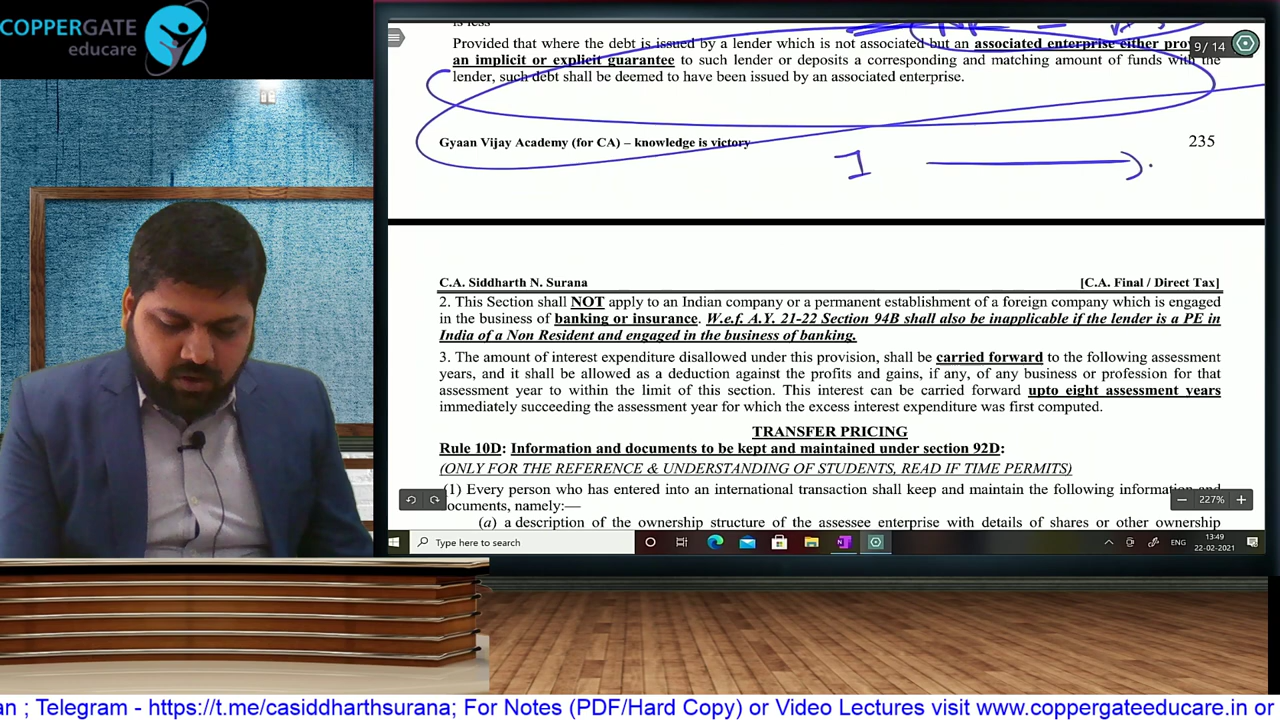 COPPERGATE
educare
is less
Provided that where the debt is issued by a lender which is not associated but an associated enterprise either
an implicit or explicit guarantee to such lender or deposits a corresponding and matching amount of funds with the
lender, such debt shall be deemed to have been issued by an associated enterprise.
9 / 14
Gyaan Vijay Academy (for CA) – knowledge is victory
235
C.A. Siddharth N. Surana
[C.A. Final / Direct Tax]
2. This Section shall NOT apply to an Indian company or a permanent establishment of a foreign company which is engaged
in the business of banking or insurance. W.e.f. A.Y. 21-22 Section 94B shall also be inapplicable if the lender is a PE in
India of a Non Resident and engaged in the business of banking.
3. The amount of interest expenditure disallowed under this provision, shall be carried forward to the following assessment
years, and it shall be allowed as a deduction against the profits and gains, if any, of any business or profession for that
assessment year to within the limit of this section. This interest can be carried forward upto eight assessment years
immediately succeeding the assessment year for which the excess interest expenditure was first computed.
TRANSFER PRICING
Rule 10D: Information and documents to be kept and maintained under section 92D:
(ONLY FOR THE REFERENCE & UNDERSTANDING OF STUDENTS, READ IF TIME PERMITS)
(1) Every person who has entered into an international transaction shall keep and maintain the following information and
documents, namely:—
227%
(a) a description of the ownership structure of the assessee enterprise with details of shares or other ownership
Type here to search
ENG
13:49
22-02-2021
; Telegram - https://t.me/casiddharthsurana; For Notes (PDF/Hard Copy) or Video Lectures visit www.coppergateeducare.in or